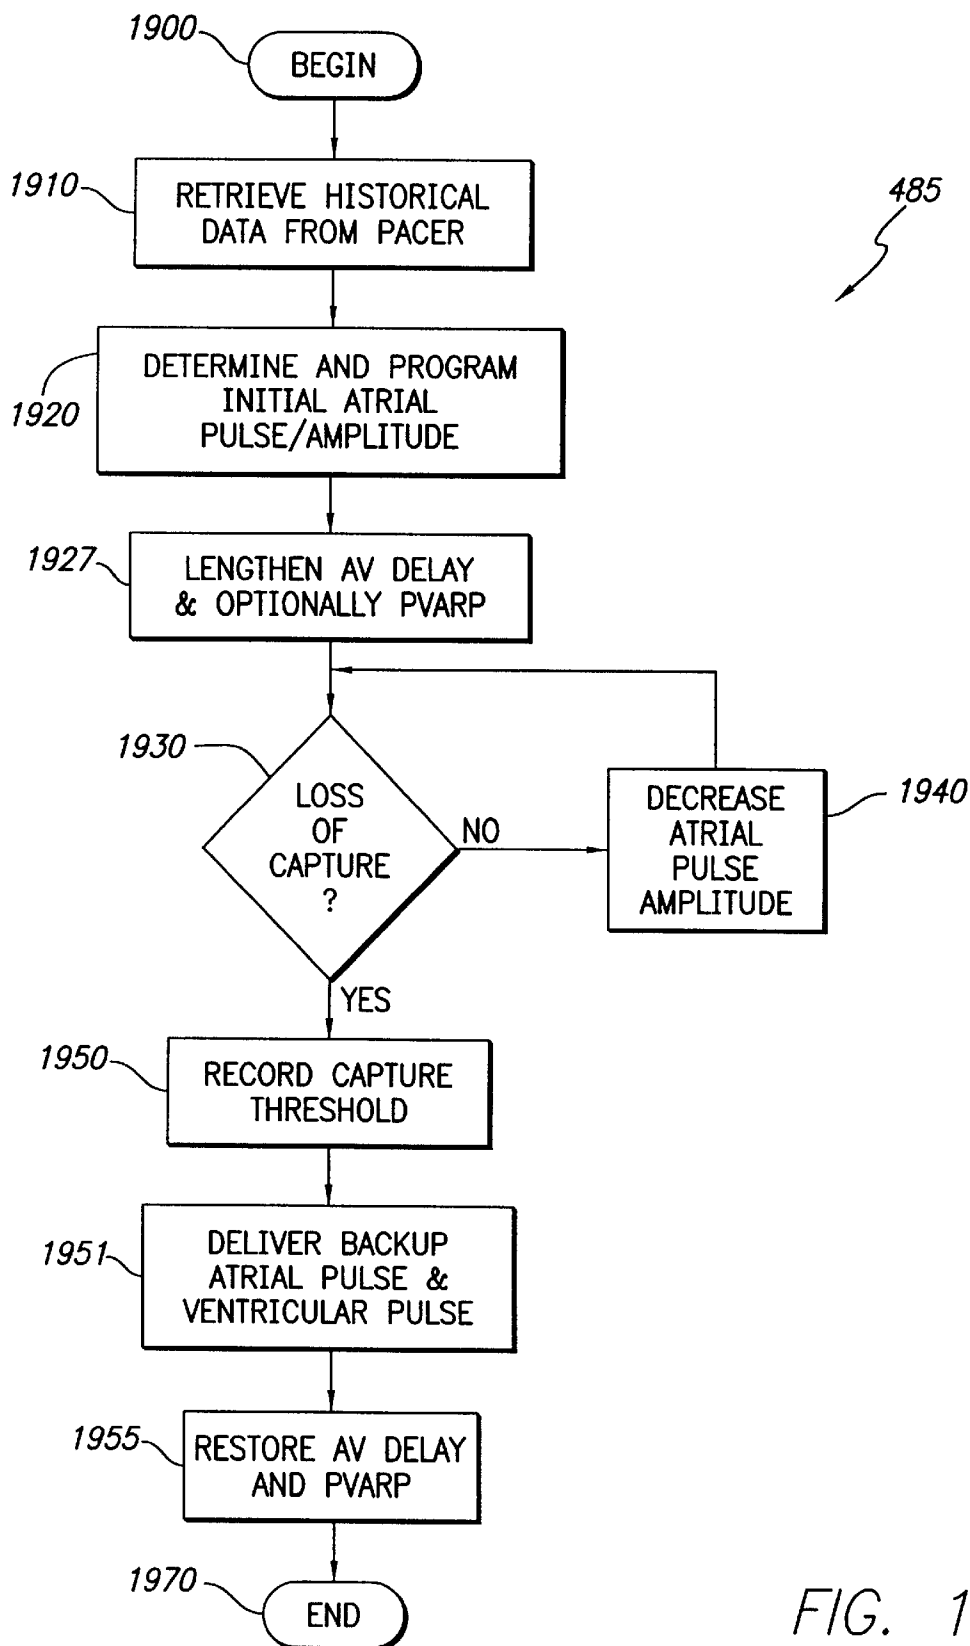 1900
BEGIN
1910
RETRIEVE HISTORICAL
DATA FROM PACER
485
1920
DETERMINE AND PROGRAM
INITIAL ATRIAL
PULSE/AMPLITUDE
1927
LENGTHEN AV DELAY
& OPTIONALLY PVARP
1930
LOSS
OF
CAPTURE
?
NO
DECREASE
ATRIAL
PULSE
AMPLITUDE
1940
YES
1950
RECORD CAPTURE
THRESHOLD
1951
DELIVER BACKUP
ATRIAL PULSE &
VENTRICULAR PULSE
1955
RESTORE AV DELAY
AND PVARP
1970
END
FIG. 1